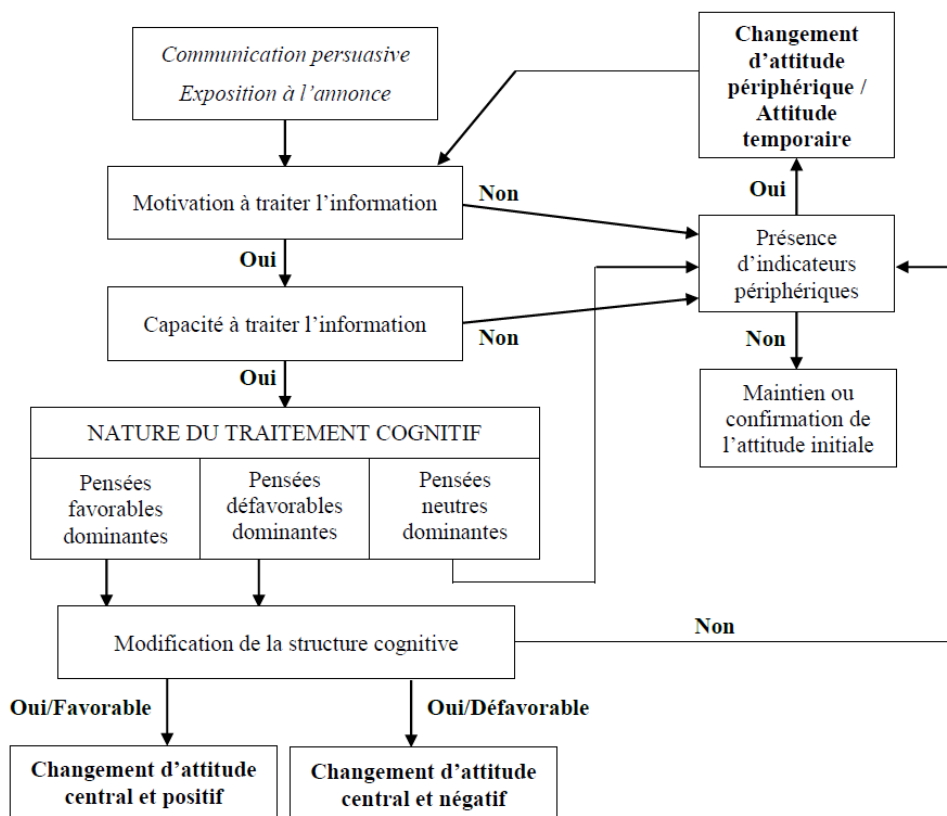 Communication persuasive
Exposition à l'annonce
Changement
d'attitude
périphérique /
Attitude
temporaire
Motivation à traiter l'information
Non
Oui
Présence
d'indicateurs
périphériques
Oui
Capacité à traiter l'information
Non
Non
Oui
Maintien ou
confirmation de
l'attitude initiale
NATURE DU TRAITEMENT COGNITIF
Pensées
favorables
dominantes
Pensées
défavorables
dominantes
Pensées
neutres
dominantes
Modification de la structure cognitive
Non
Oui/Favorable
Oui/Défavorable
Changement d'attitude
central et positif
Changement d'attitude
central et négatif